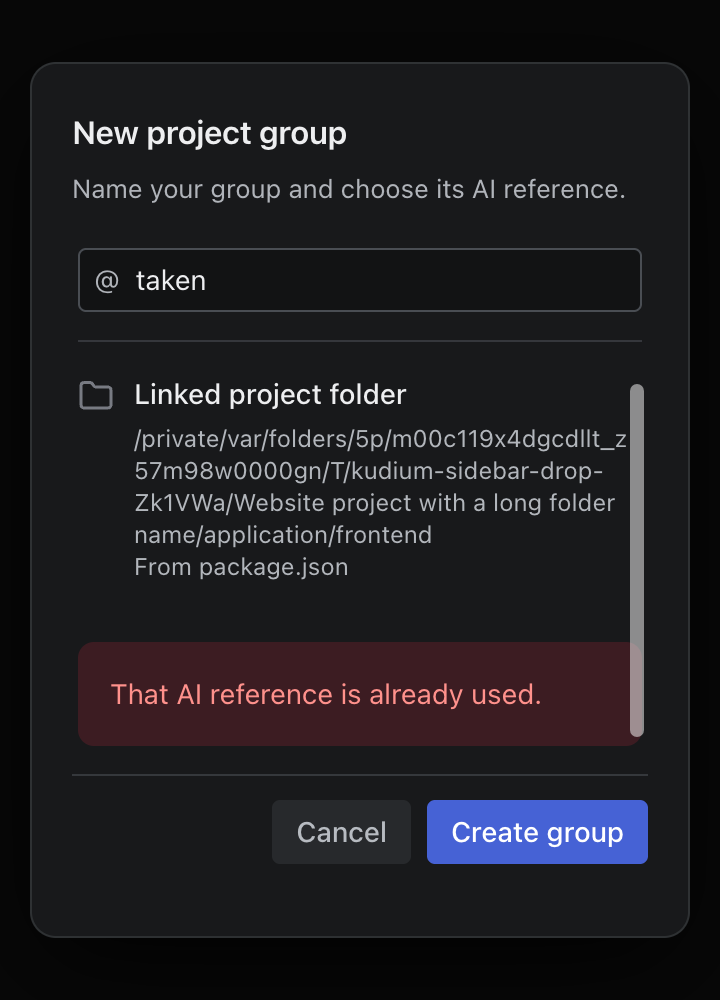 New project group
Name your group and choose its AI reference.
@ taken
Linked project folder
/private/var/folders/5p/m00c119x4dgcdllt_z
57m98w0000gn/T/kudium-sidebar-drop-
Zk1VWa/Website project with a long folder
name/application/frontend
From package.json
That AI reference is already used.
Cancel
Create group